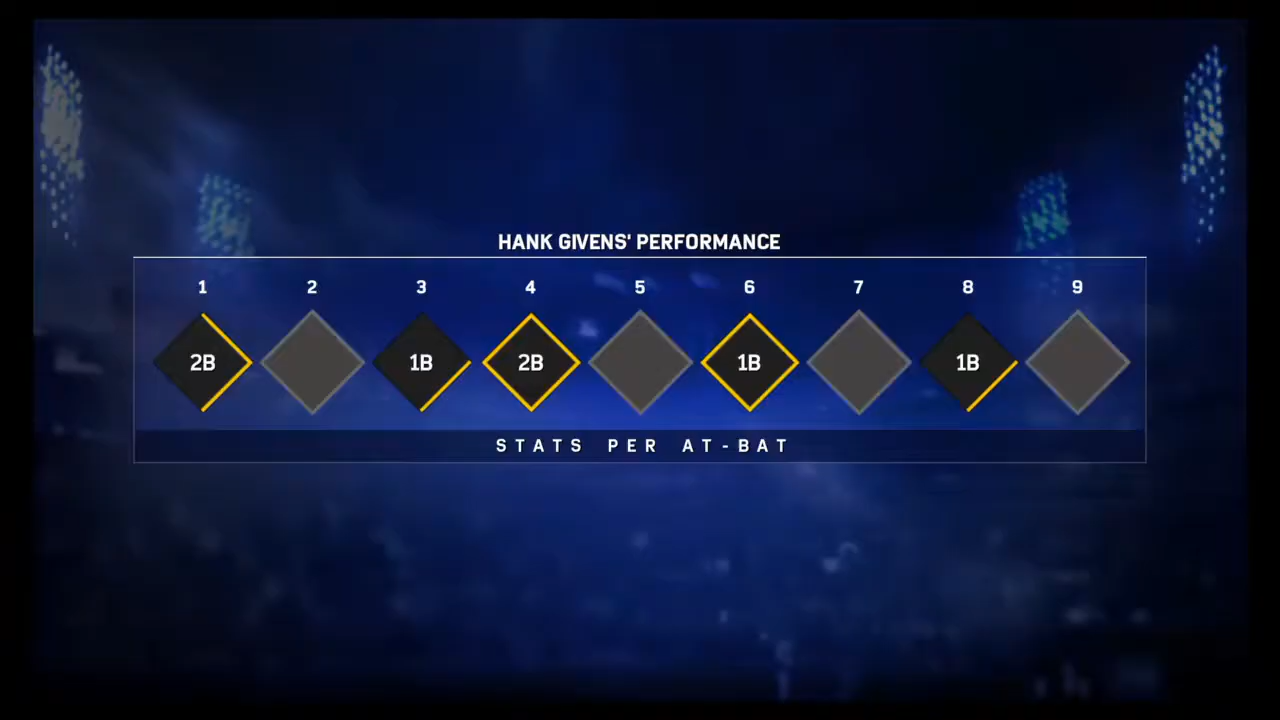 HANK GIVENS' PERFORMANCE
1 2 3 4 5 6 7 8 9
2B 1B 2B 1B 1B
STATS PER AT-BAT